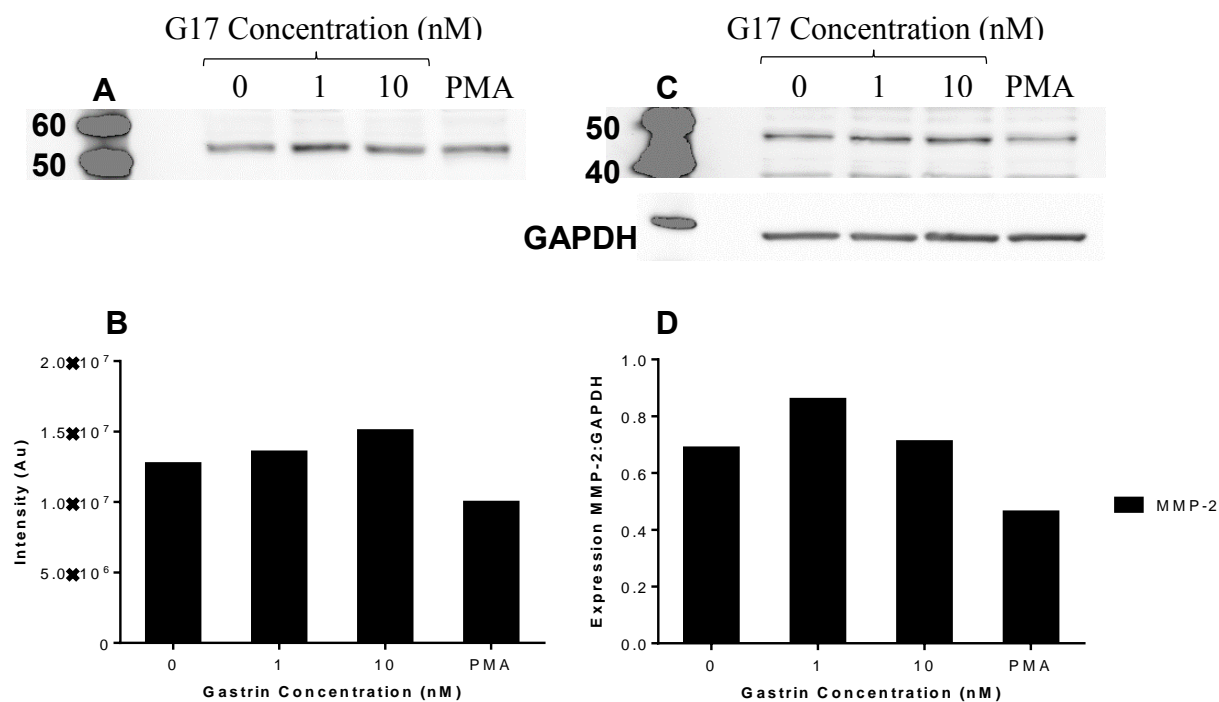 G17 Concentration (nM)
A 0 1 10 PMA
60
50
G17 Concentration (nM)
C 0 1 10 PMA
50
40
GAPDH
B
2.0✖10⁷
1.5✖10⁷
1.0✖10⁷
5.0✖10⁶
0
Intensity (Au)
0 1 10 PMA
Gastrin Concentration (nM)
D
1.0
0.8
0.6
0.4
0.2
0.0
Expression MMP-2:GAPDH
0 1 10 PMA
Gastrin Concentration (nM)
MMP-2